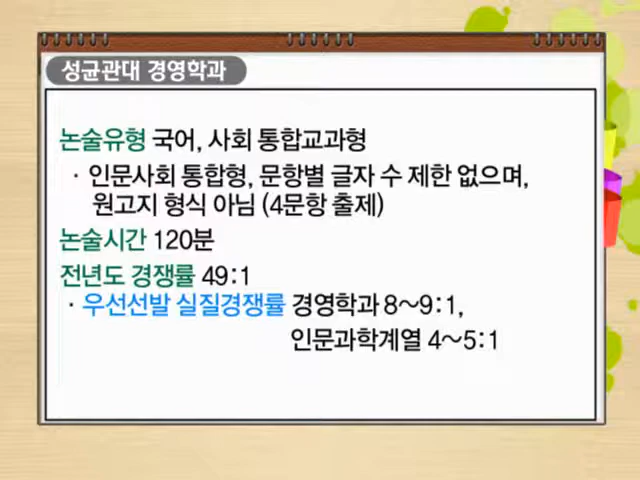 성균관대 경영학과
논술유형 국어, 사회 통합교과형
· 인문사회 통합형, 문항별 글자 수 제한 없으며,
원고지 형식 아님 (4문항 출제)
논술시간 120분
전년도 경쟁률 49:1
· 우선선발 실질경쟁률 경영학과 8~9:1,
인문과학계열 4~5:1